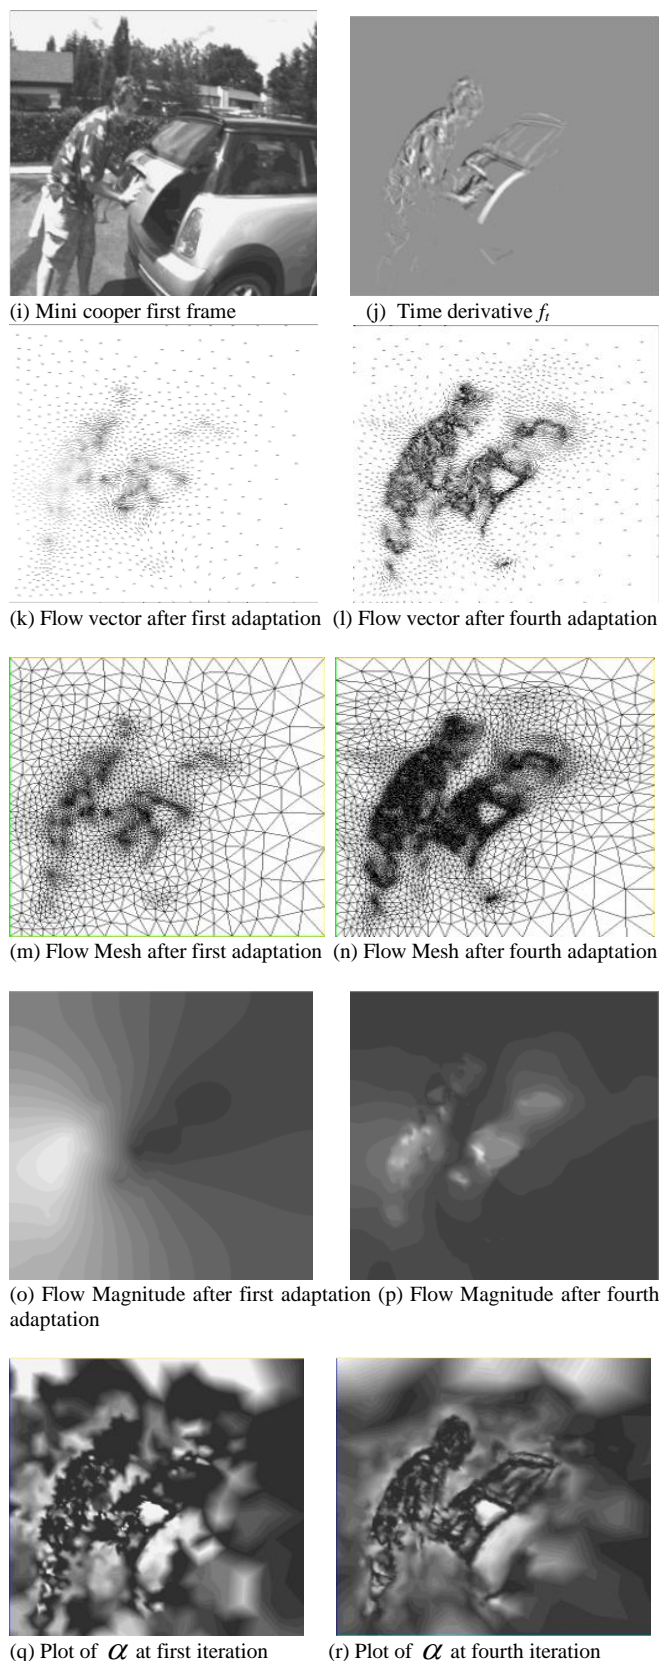 (i) Mini cooper first frame
(j) Time derivative ft
(k) Flow vector after first adaptation
(l) Flow vector after fourth adaptation
(m) Flow Mesh after first adaptation
(n) Flow Mesh after fourth adaptation
(o) Flow Magnitude after first adaptation (p) Flow Magnitude after fourth
adaptation
(q) Plot of α at first iteration
(r) Plot of α at fourth iteration